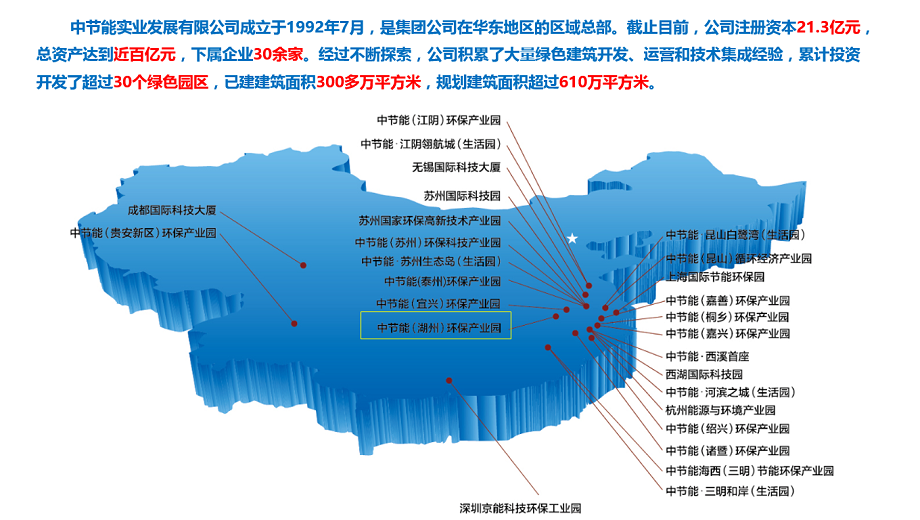 中节能实业发展有限公司成立于1992年7月，是集团公司在华东地区的区域总部。截止目前，公司注册资本21.3亿元，
总资产达到近百亿元，下属企业30余家。经过不断探索，公司积累了大量绿色建筑开发、运营和技术集成经验，累计投资
开发了超过30个绿色园区，已建建筑面积300多万平方米，规划建筑面积超过610万平方米。
中节能（江阴）环保产业园
中节能·江阴翎航城（生活园）
无锡国际科技大厦
苏州国际科技园
苏州国家环保高新技术产业园
中节能（苏州）环保科技产业园
中节能·苏州生态岛（生活园）
中节能(泰州)环保产业园
中节能（宜兴）环保产业园
中节能（湖州）环保产业园
成都国际科技大厦
中节能（贵安新区）环保产业园
中节能·昆山白鹭湾（生活园）
中节能（昆山）循环经济产业园
上海国际节能环保园
中节能（嘉善）环保产业园
中节能（桐乡）环保产业园
中节能（嘉兴）环保产业园
中节能·西溪首座
西湖国际科技园
中节能·河滨之城（生活园）
杭州能源与环境产业园
中节能（绍兴）环保产业园
中节能（诸暨）环保产业园
中节能海西（三明）节能环保产业园
中节能·三明和岸（生活园）
深圳京能科技环保工业园